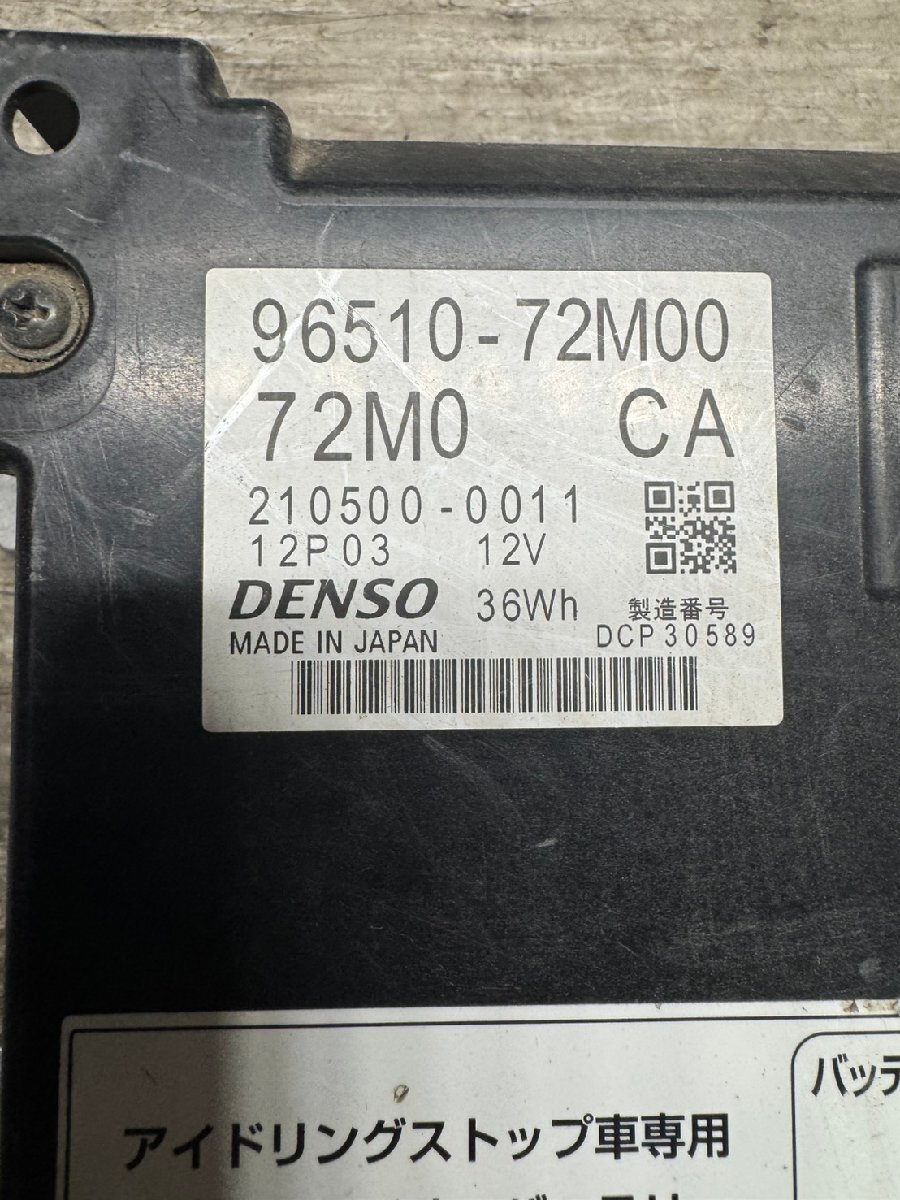 96510-72M00
72M0 CA
210500-0011
12P03 12V
DENSO 36Wh 製造番号
MADE IN JAPAN DCP30589
バッテ
アイドリングストップ車専用